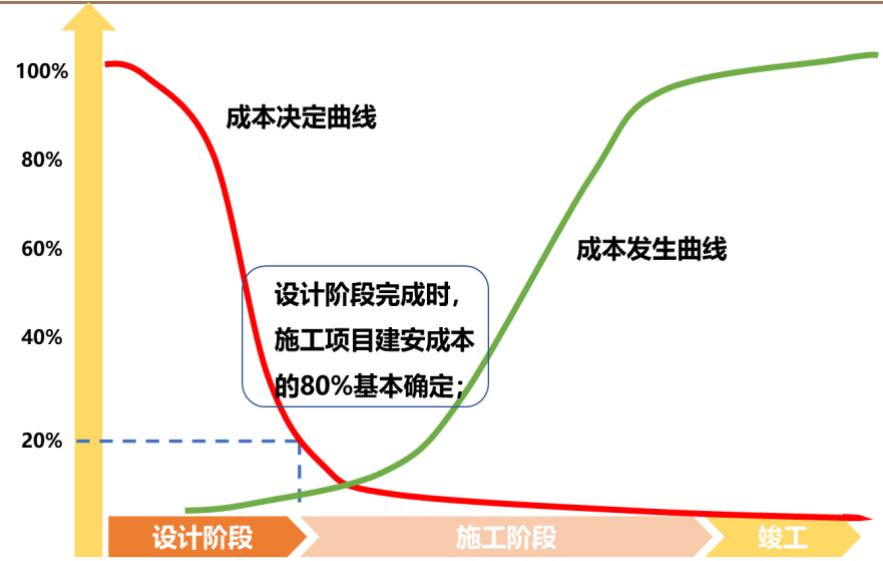 100%
成本决定曲线
80%
60%
成本发生曲线
设计阶段完成时，
40%
施工项目建安成本
的80%基本确定；
20%
设计阶段
施工阶段
竣工